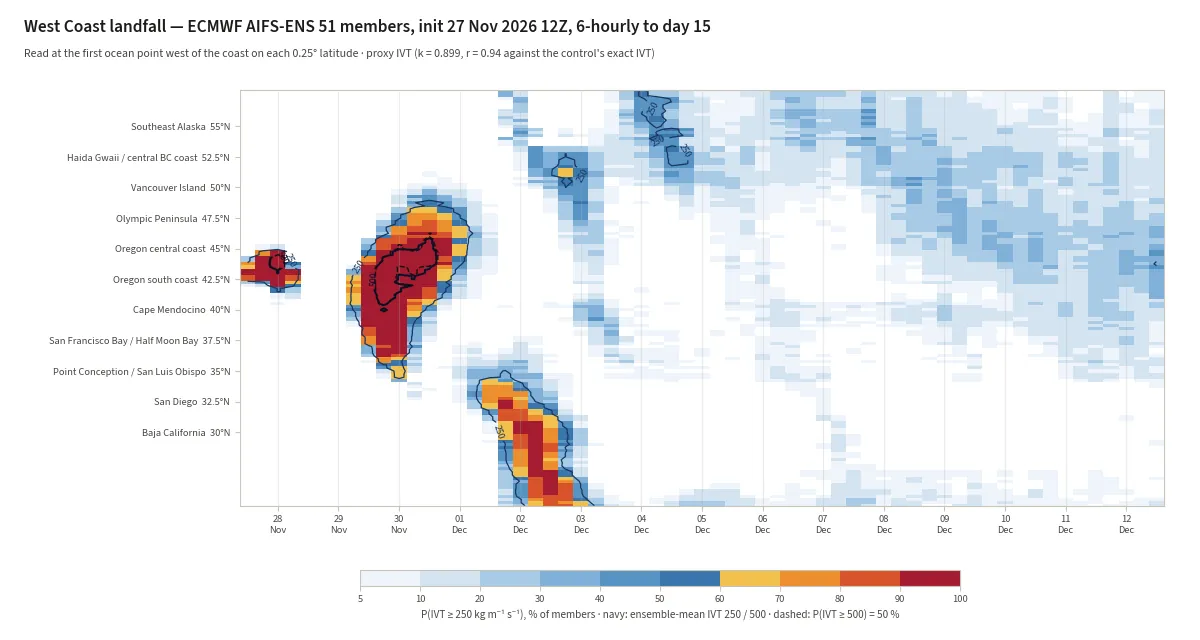 West Coast landfall — ECMWF AIFS-ENS 51 members, init 27 Nov 2026 12Z, 6-hourly to day 15
Read at the first ocean point west of the coast on each 0.25° latitude · proxy IVT (k = 0.899, r = 0.94 against the control's exact IVT)
Southeast Alaska 55°N
Haida Gwaii / central BC coast 52.5°N
Vancouver Island 50°N
Olympic Peninsula 47.5°N
Oregon central coast 45°N
Oregon south coast 42.5°N
Cape Mendocino 40°N
San Francisco Bay / Half Moon Bay 37.5°N
Point Conception / San Luis Obispo 35°N
San Diego 32.5°N
Baja California 30°N
250
250
250
250
500
250
28 29 30 01 02 03 04 05 06 07 08 09 10 11 12
Nov Nov Nov Dec Dec Dec Dec Dec Dec Dec Dec Dec Dec Dec Dec
5 10 20 30 40 50 60 70 80 90 100
P(IVT ≥ 250 kg m⁻¹ s⁻¹), % of members · navy: ensemble-mean IVT 250 / 500 · dashed: P(IVT ≥ 500) = 50 %